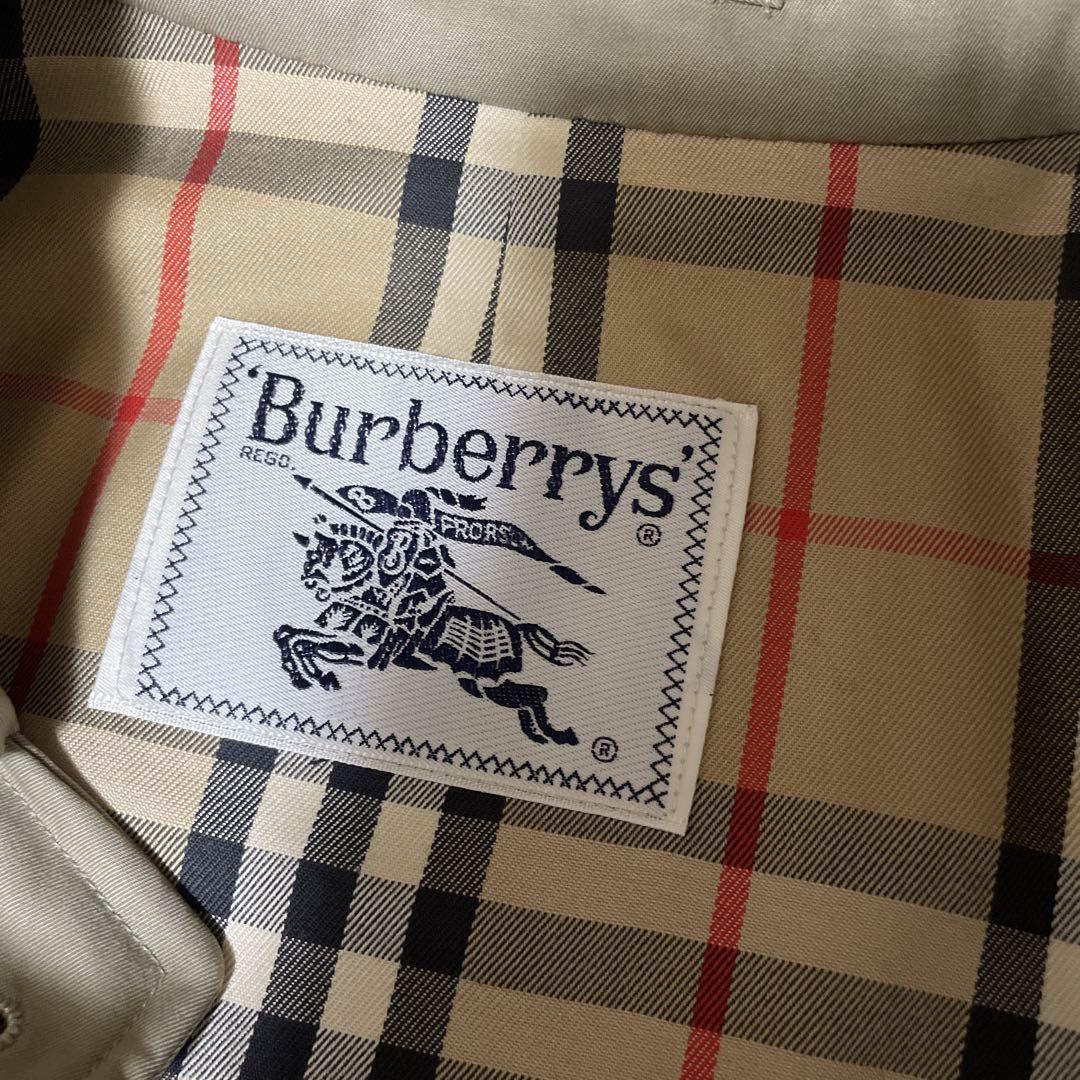 'Burberrys'
REGD.
B
PRORSUM
®
®